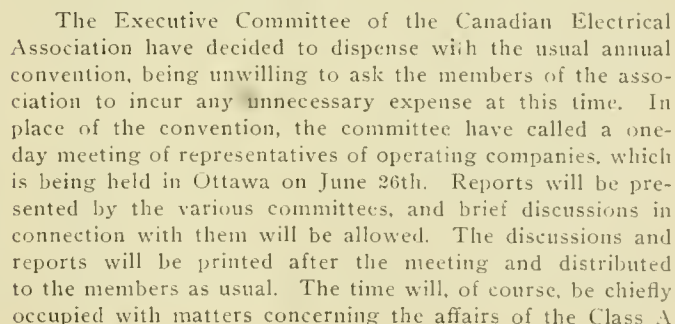 The Executive Committee of the Canadian Electrical
Association have decided to dispense with the usual annual
convention, being unwilling to ask the members of the asso-
ciation to incur any unnecessary expense at this time. In
place of the convention, the committee have called a one-
day meeting of representatives of operating companies, which
is being held in Ottawa on June 26th. Reports will be pre-
sented by the various committees, and brief discussions in
connection with them will be allowed. The discussions and
reports will be printed after the meeting and distributed
to the members as usual. The time will, of course, be chiefly
occupied with matters concerning the affairs of the Class A